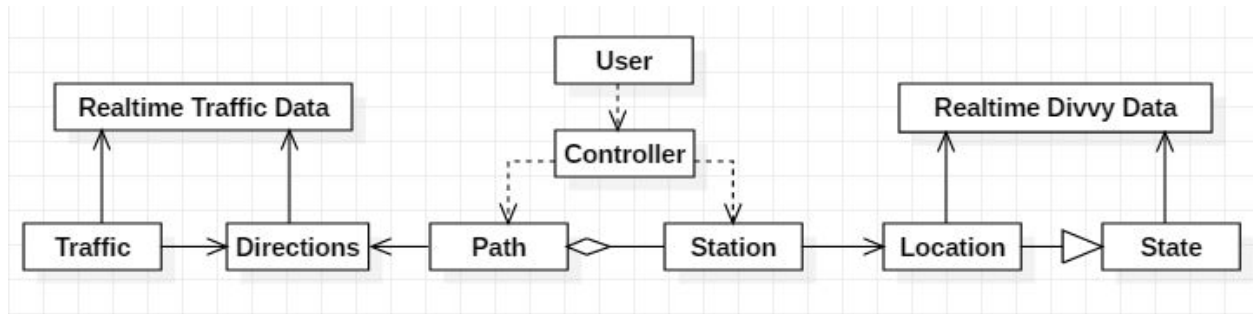 User
Realtime Traffic Data
Realtime Divvy Data
Controller
Traffic
Directions
Path
Station
Location
State